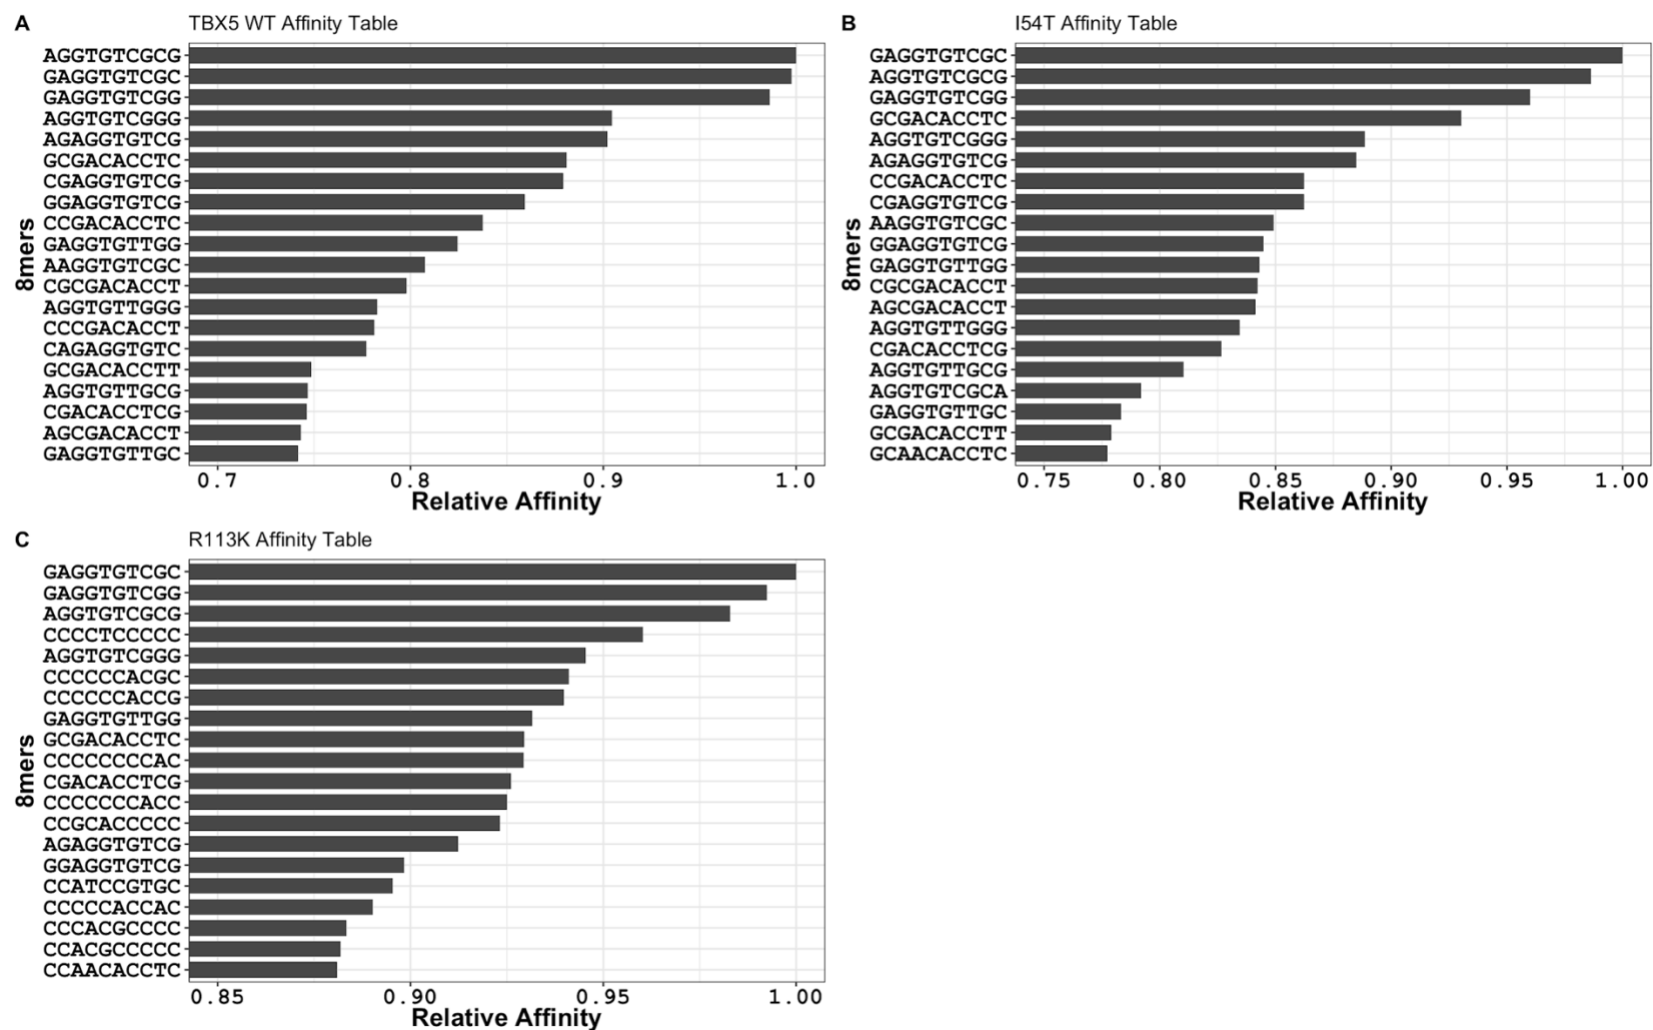 A TBX5 WT Affinity Table
8mers
AGGTGTCGCG
GAGGTGTCGC
GAGGTGTCGG
AGGTGTCGGG
AGAGGTGTCG
GCGACACCTC
CGAGGTGTCG
GGAGGTGTCG
CCGACACCTC
GAGGTGTTGG
AAGGTGTCGC
CGCGACACCT
AGGTGTTGGG
CCCGACACCT
CAGAGGTGTC
GCGACACCTT
AGGTGTTGCG
CGACACCTCG
AGCGACACCT
GAGGTGTTGC
0.7 0.8 0.9 1.0
Relative Affinity
B I54T Affinity Table
8mers
GAGGTGTCGC
AGGTGTCGCG
GAGGTGTCGG
GCGACACCTC
AGGTGTCGGG
AGAGGTGTCG
CCGACACCTC
CGAGGTGTCG
AAGGTGTCGC
GGAGGTGTCG
GAGGTGTTGG
CGCGACACCT
AGCGACACCT
AGGTGTTGGG
CGACACCTCG
AGGTGTTGCG
AGGTGTCGCA
GAGGTGTTGC
GCGACACCTT
GCAACACCTC
0.75 0.80 0.85 0.90 0.95 1.00
Relative Affinity
C R113K Affinity Table
8mers
GAGGTGTCGC
GAGGTGTCGG
AGGTGTCGCG
CCCCTCCCCC
AGGTGTCGGG
CCCCCCACGC
CCCCCCACCG
GAGGTGTTGG
GCGACACCTC
CCCCCCCCAC
CGACACCTCG
CCCCCCCACC
CCGCACCCCC
AGAGGTGTCG
GGAGGTGTCG
CCATCCGTGC
CCCCCACCAC
CCCACGCCCC
CCACGCCCCC
CCAACACCTC
0.85 0.90 0.95 1.00
Relative Affinity